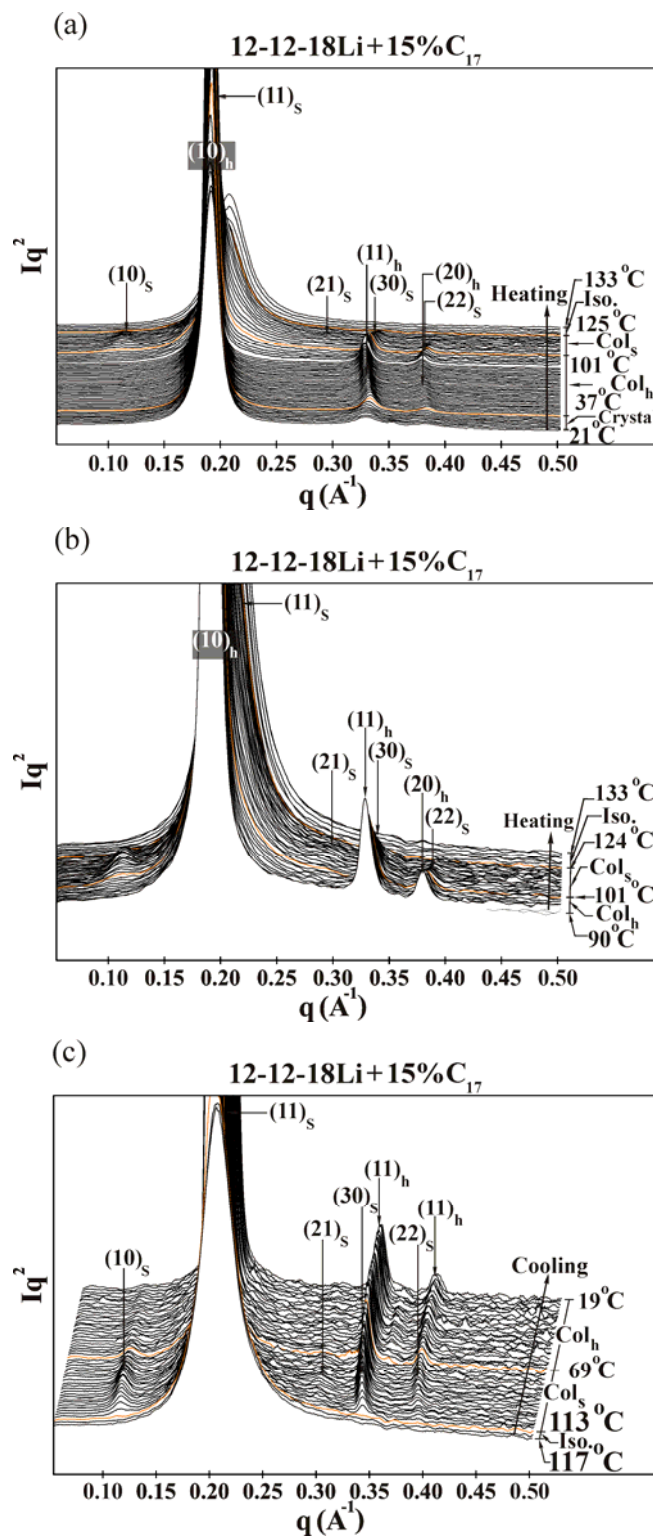 (a)
12-12-18Li+15%C₁₇
(11)ₛ
(10)ₕ
(10)ₛ
(21)ₛ
(11)ₕ
(30)ₛ
(20)ₕ
(22)ₛ
Heating
133°C
Iso.
125°C
Colₛ
101°C
Colₕ
37°C
Crysta
21°C
Iq²
0.10 0.15 0.20 0.25 0.30 0.35 0.40 0.45 0.50
q (A⁻¹)
(b)
12-12-18Li+15%C₁₇
(11)ₛ
(10)ₕ
(21)ₛ
(11)ₕ
(30)ₛ
(20)ₕ
(22)ₛ
Heating
133°C
Iso.
124°C
Colₛ
101°C
Colₕ
90°C
Iq²
0.10 0.15 0.20 0.25 0.30 0.35 0.40 0.45 0.50
q (A⁻¹)
(c)
12-12-18Li+15%C₁₇
(11)ₛ
(10)ₛ
(21)ₛ
(30)ₛ
(11)ₕ
(22)ₛ
(11)ₕ
Cooling
19°C
Colₕ
69°C
Colₛ
113°C
Iso.
117°C
Iq²
0.10 0.15 0.20 0.25 0.30 0.35 0.40 0.45 0.50
q (A⁻¹)